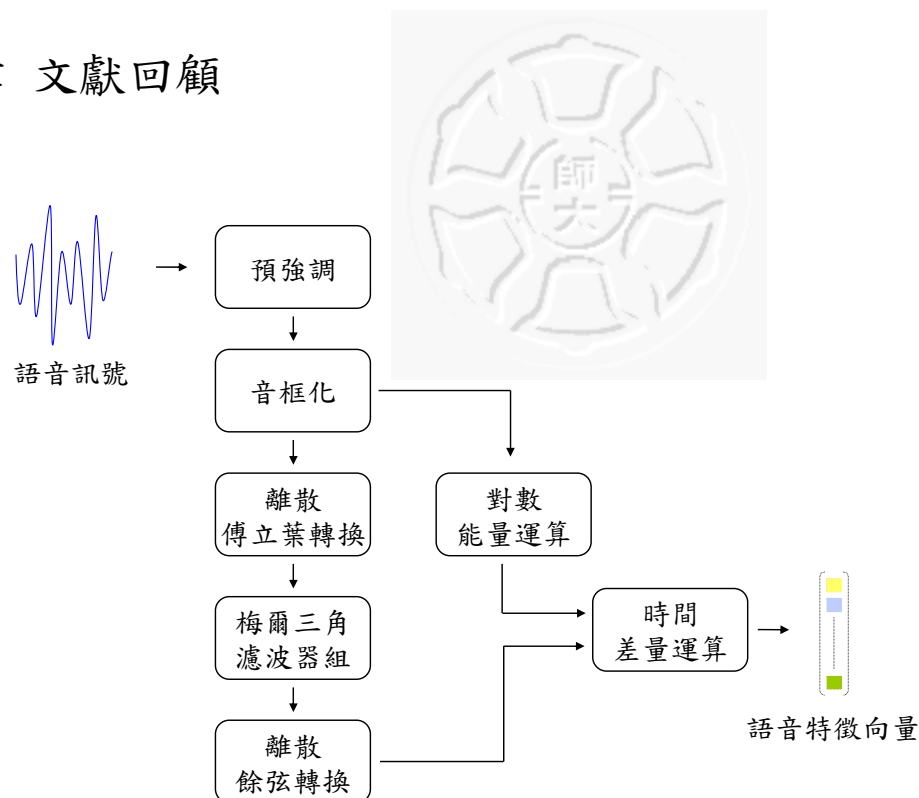 文獻回顧
師
大
預強調
語音訊號
音框化
離散
傅立葉轉換
對數
能量運算
梅爾三角
濾波器組
時間
差量運算
離散
餘弦轉換
語音特徵向量